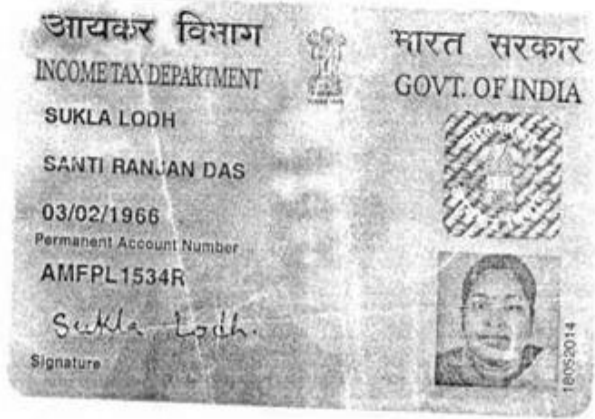 आयकर विभाग
INCOME TAX DEPARTMENT
भारत सरकार
GOVT. OF INDIA
SUKLA LODH
SANTI RANJAN DAS
03/02/1966
Permanent Account Number
AMFPL1534R
Sukla Lodh.
Signature
18052014